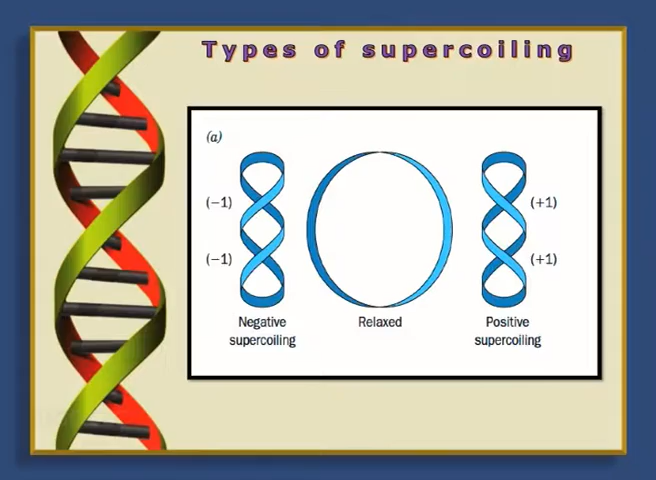 Types of supercoiling
(a)
(−1)
(+1)
(−1)
(+1)
Negative
supercoiling
Relaxed
Positive
supercoiling